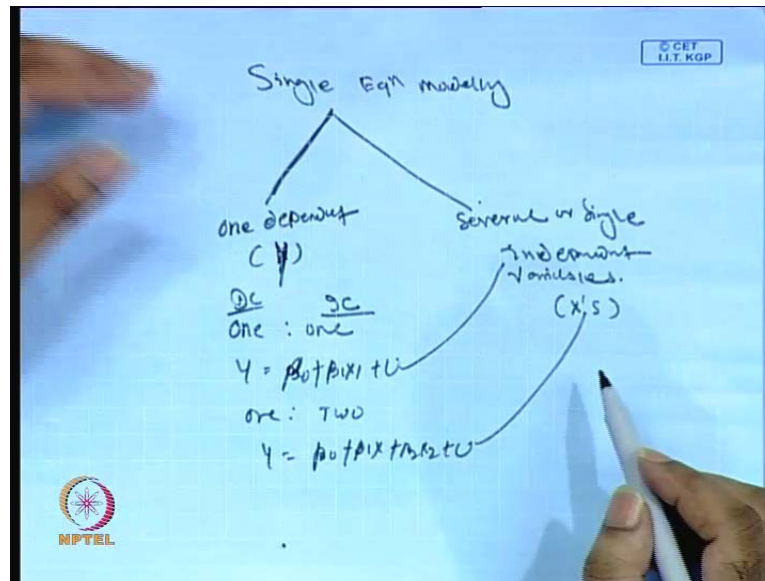 © CET
I.I.T. KGP
Single Eqn modelly
one dependent
(Y)
Several or Single
Independent
Variables.
(X's)
DC IC
one : one
Y = β0+β1X1 + U
one : TWO
Y = β0+β1X+β2X2+U
NPTEL